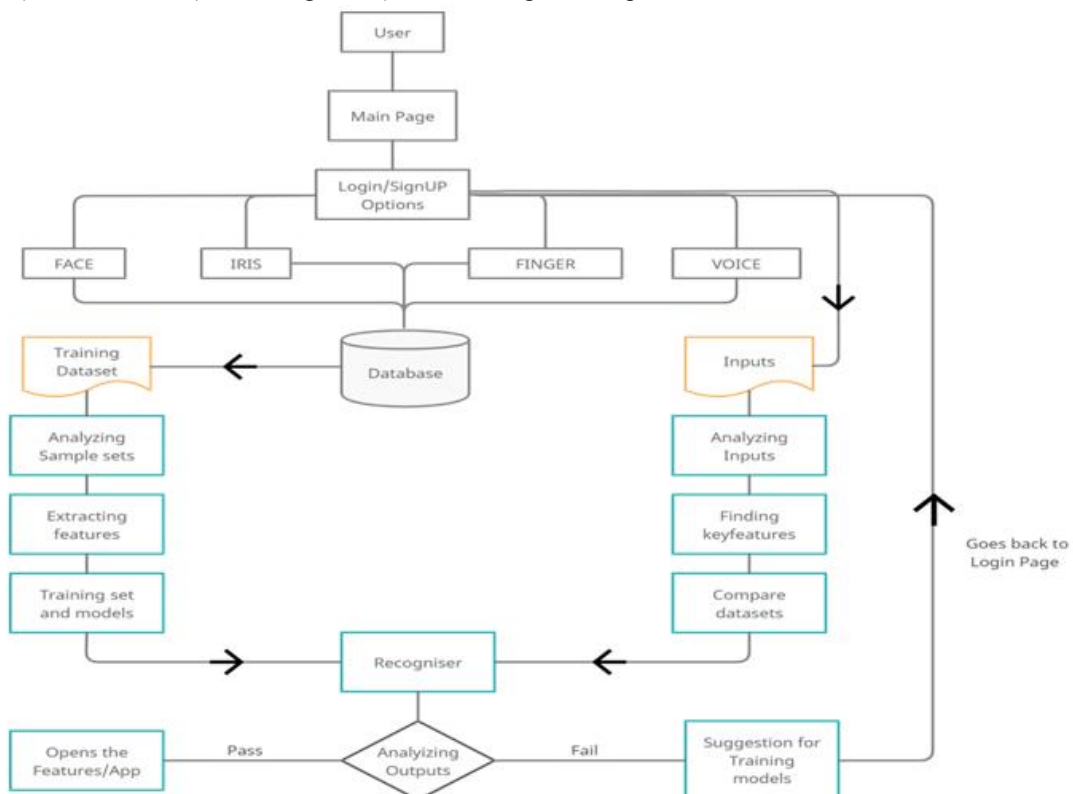 User
Main Page
Login/SignUP
Options
FACE
IRIS
FINGER
VOICE
Training
Dataset
Database
Inputs
Analyzing
Sample sets
Analyzing
Inputs
Extracting
features
Finding
keyfeatures
Goes back to
Login Page
Training set
and models
Compare
datasets
Recogniser
Opens the
Features/App
Pass
Analyizing
Outputs
Fail
Suggestion for
Training
models